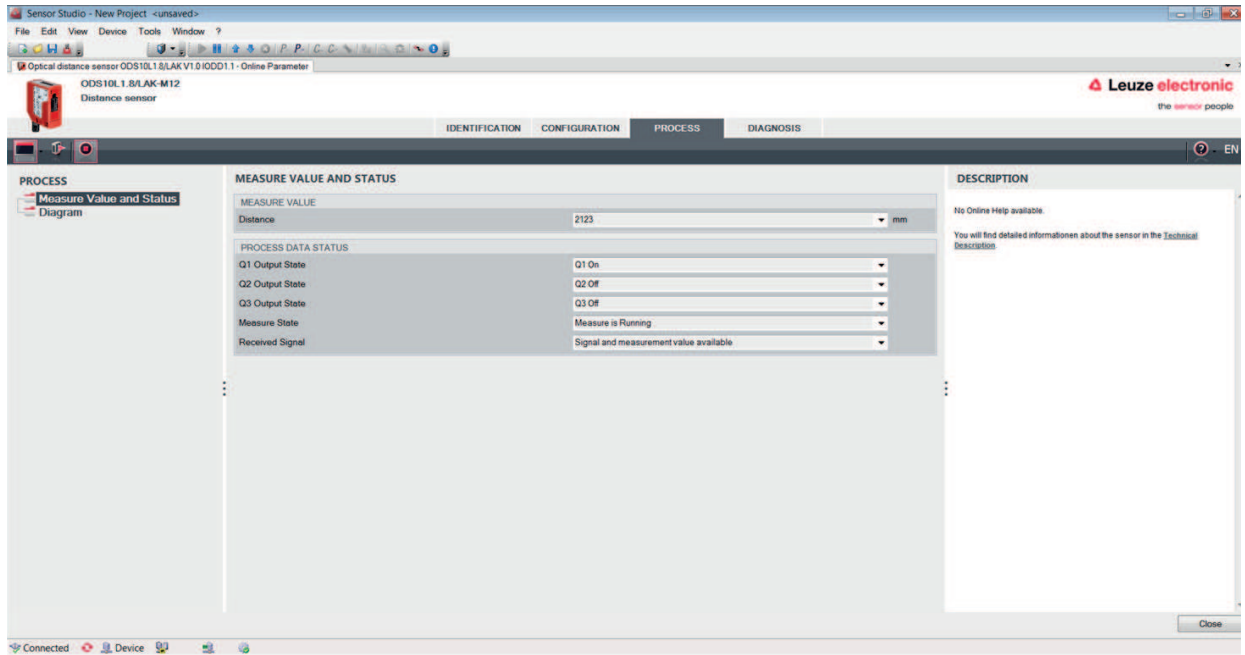 Sensor Studio - New Project <unsaved>
File Edit View Device Tools Window ?
Optical distance sensor ODS10L1.8/LAK V1.0 IODD1.1 - Online Parameter
ODS10L1.8/LAK-M12
Distance sensor
Leuze electronic
the sensor people
IDENTIFICATION CONFIGURATION PROCESS DIAGNOSIS
EN
PROCESS
Measure Value and Status
Diagram
MEASURE VALUE AND STATUS
MEASURE VALUE
Distance 2123 mm
PROCESS DATA STATUS
Q1 Output State Q1 On
Q2 Output State Q2 Off
Q3 Output State Q3 Off
Measure State Measure is Running
Received Signal Signal and measurement value available
DESCRIPTION
No Online Help available.
You will find detailed informationen about the sensor in the Technical
Description.
Close
Connected Device